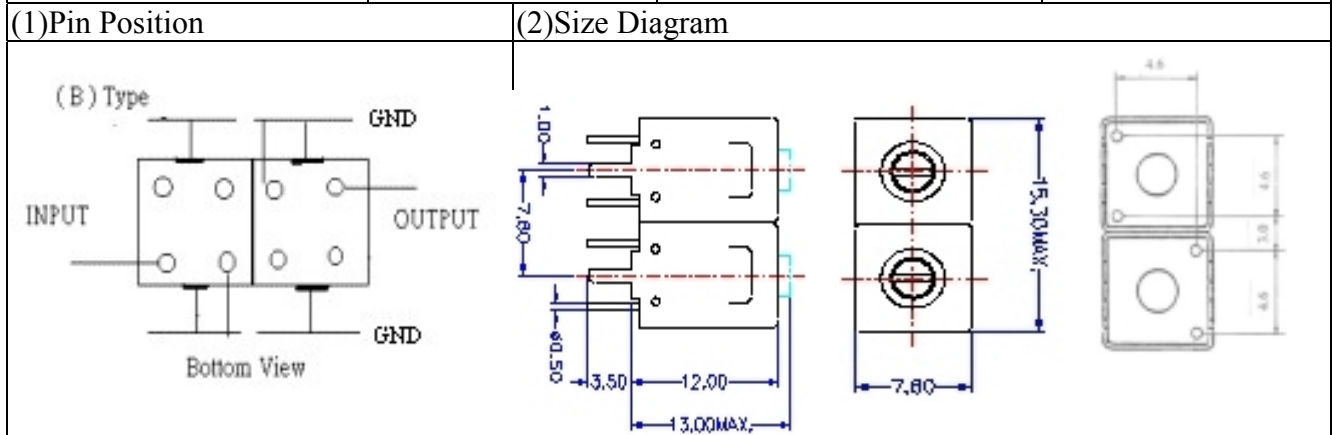 (1)Pin Position
(2)Size Diagram
(B) Type
GND
INPUT
OUTPUT
GND
Bottom View
1.00
7.60
ø0.50
3.50
12.00
13.00MAX.
15.30MAX.
7.60
4.6
4.6
3.0
4.6